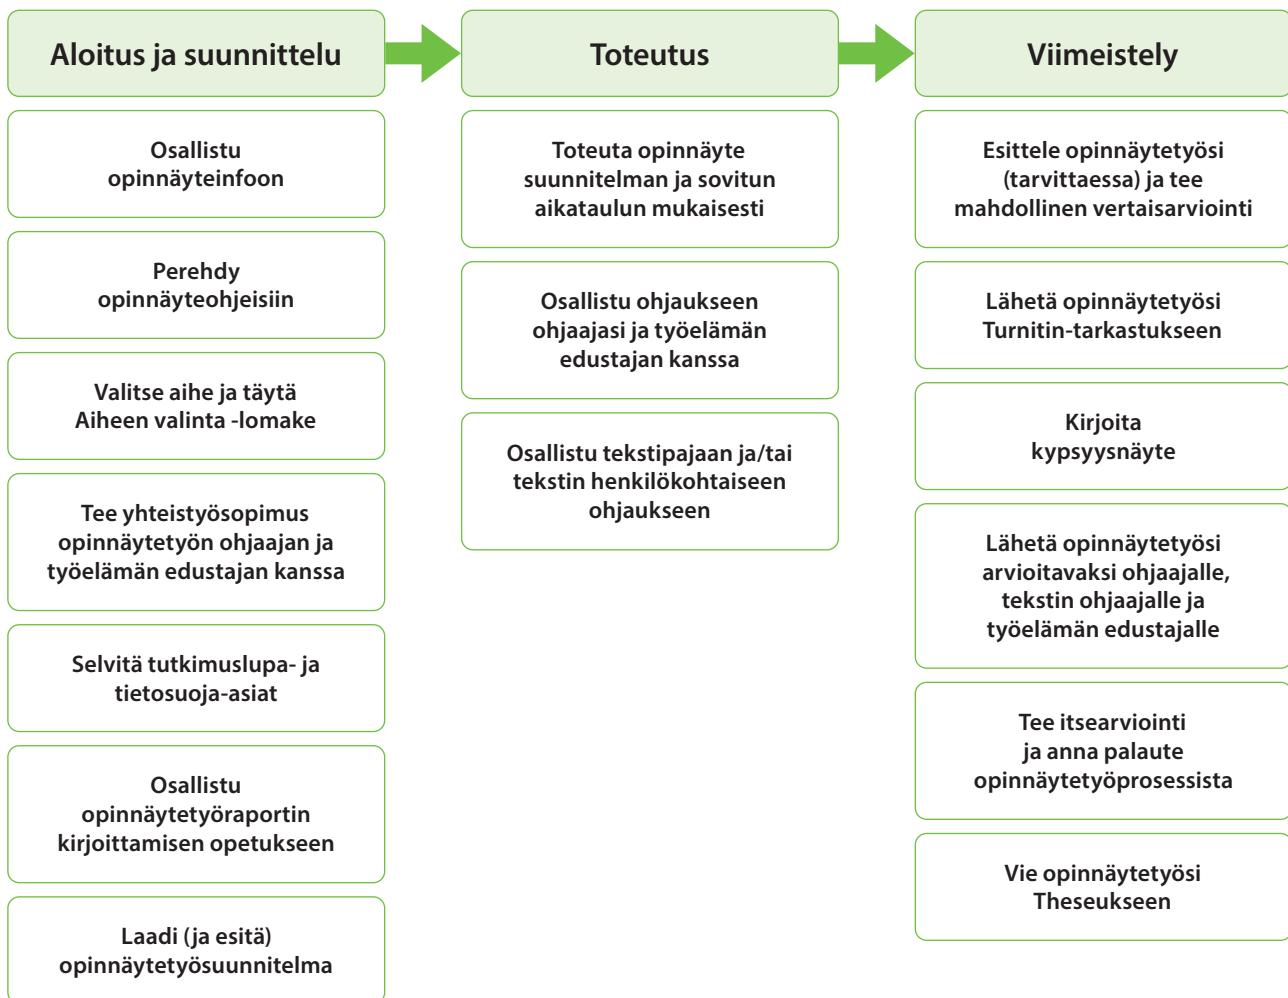 Aloitus ja suunnittelu
Osallistu
opinnäyteinfoon
Perehdy
opinnäyteohjeisiin
Valitse aihe ja täytä
Aiheen valinta -lomake
Tee yhteistyösopimus
opinnäytetyön ohjaajan ja
työelämän edustajan kanssa
Selvitä tutkimuslupa- ja
tietosuoja-asiat
Osallistu
opinnäytetyöraportin
kirjoittamisen opetukseen
Laadi (ja esitä)
opinnäytetyösuunnitelma
Toteutus
Toteuta opinnäyte
suunnitelman ja sovitun
aikataulun mukaisesti
Osallistu ohjaukseen
ohjaajasi ja työelämän
edustajan kanssa
Osallistu tekstipajaan ja/tai
tekstin henkilökohtaiseen
ohjaukseen
Viimeistely
Esittele opinnäytetyösi
(tarvittaessa) ja tee
mahdollinen vertaisarviointi
Lähetä opinnäytetyösi
Turnitin-tarkastukseen
Kirjoita
kypsyysnäyte
Lähetä opinnäytetyösi
arvioitavaksi ohjaajalle,
tekstin ohjaajalle ja
työelämän edustajalle
Tee itsearviointi
ja anna palaute
opinnäytetyöprosessista
Vie opinnäytetyösi
Theseukseen